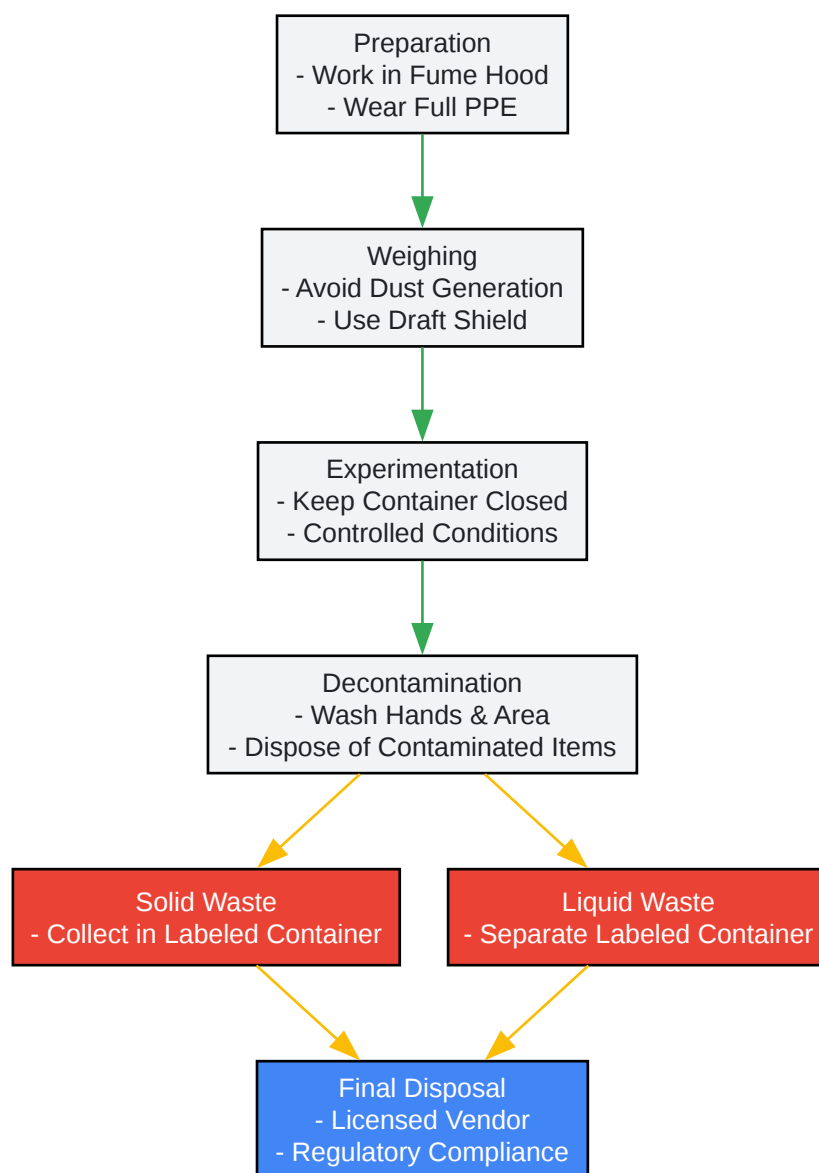 Preparation
- Work in Fume Hood
- Wear Full PPE
Weighing
- Avoid Dust Generation
- Use Draft Shield
Experimentation
- Keep Container Closed
- Controlled Conditions
Decontamination
- Wash Hands & Area
- Dispose of Contaminated Items
Solid Waste
- Collect in Labeled Container
Liquid Waste
- Separate Labeled Container
Final Disposal
- Licensed Vendor
- Regulatory Compliance